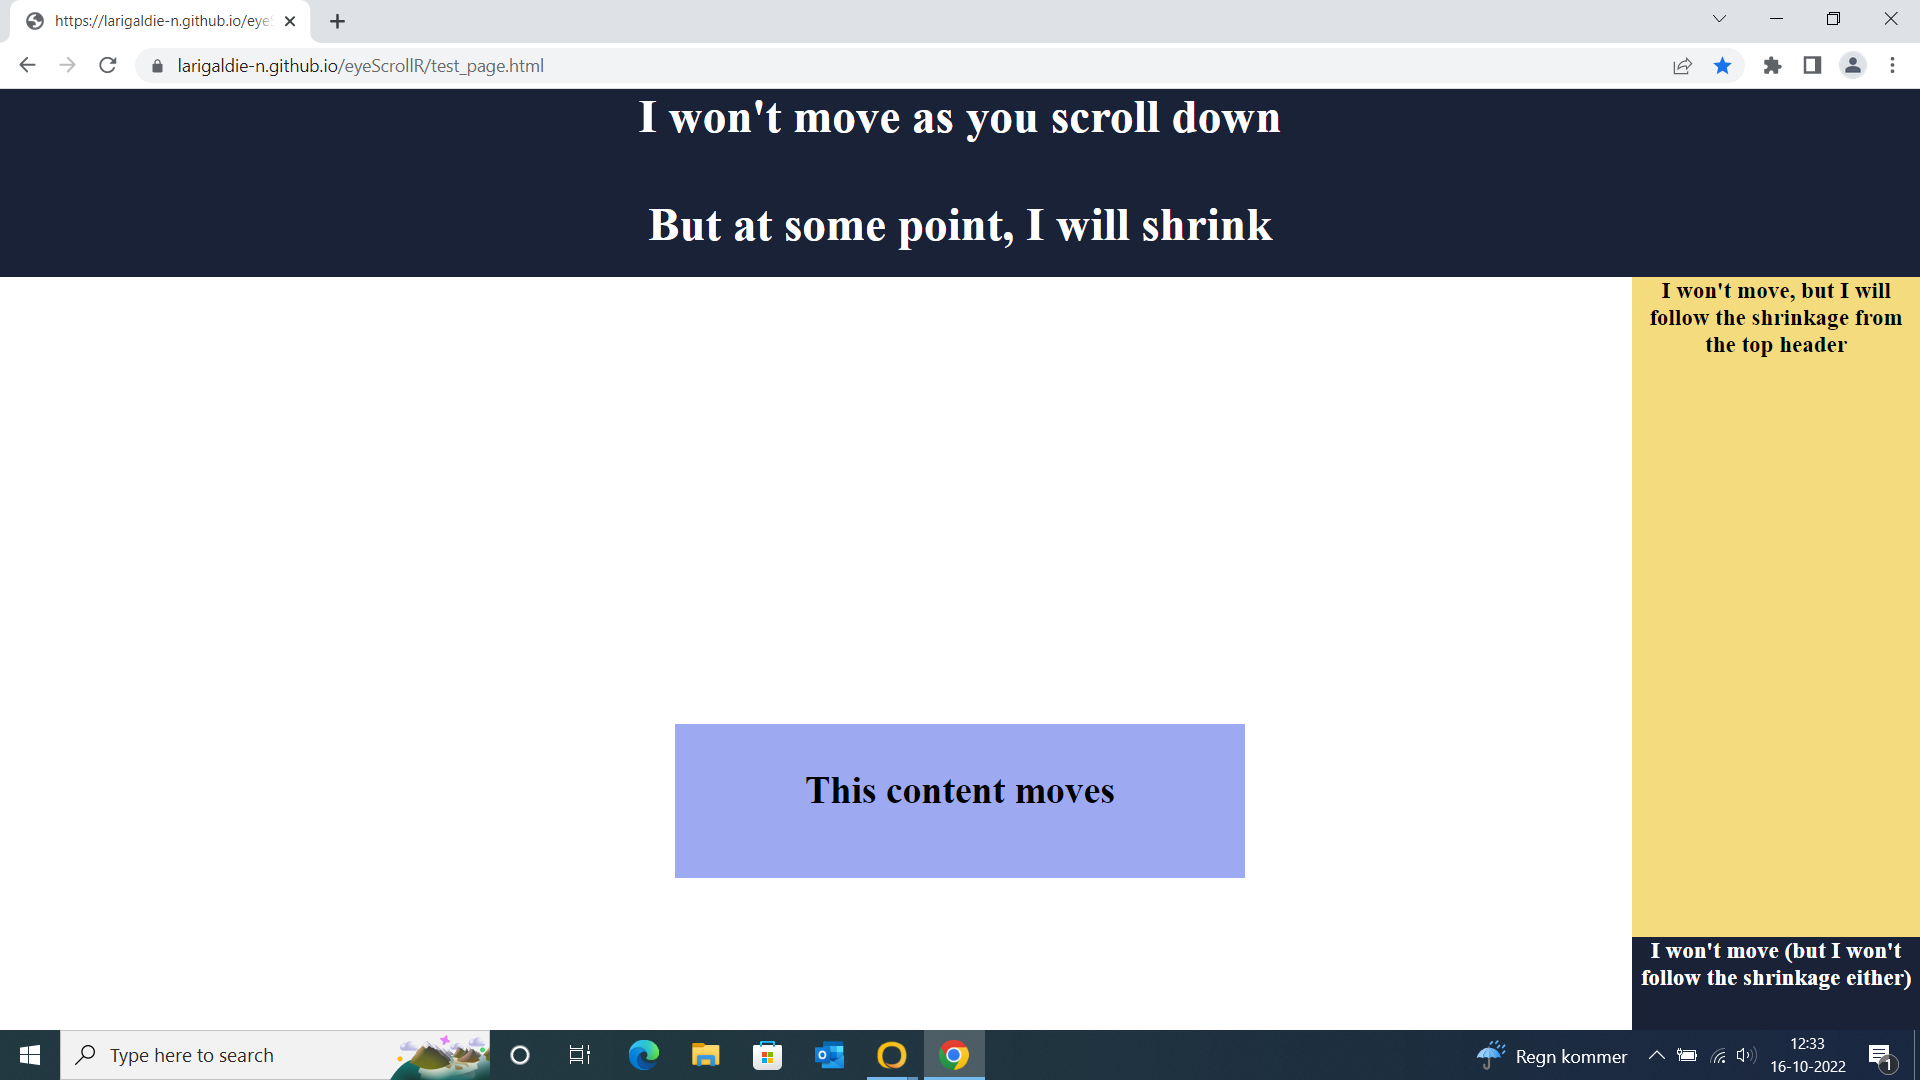 https://larigaldie-n.github.io/eye
larigaldie-n.github.io/eyeScrollR/test_page.html
I won't move as you scroll down
But at some point, I will shrink
I won't move, but I will
follow the shrinkage from
the top header
This content moves
I won't move (but I won't
follow the shrinkage either)
Type here to search
Regn kommer
12:33
16-10-2022
1